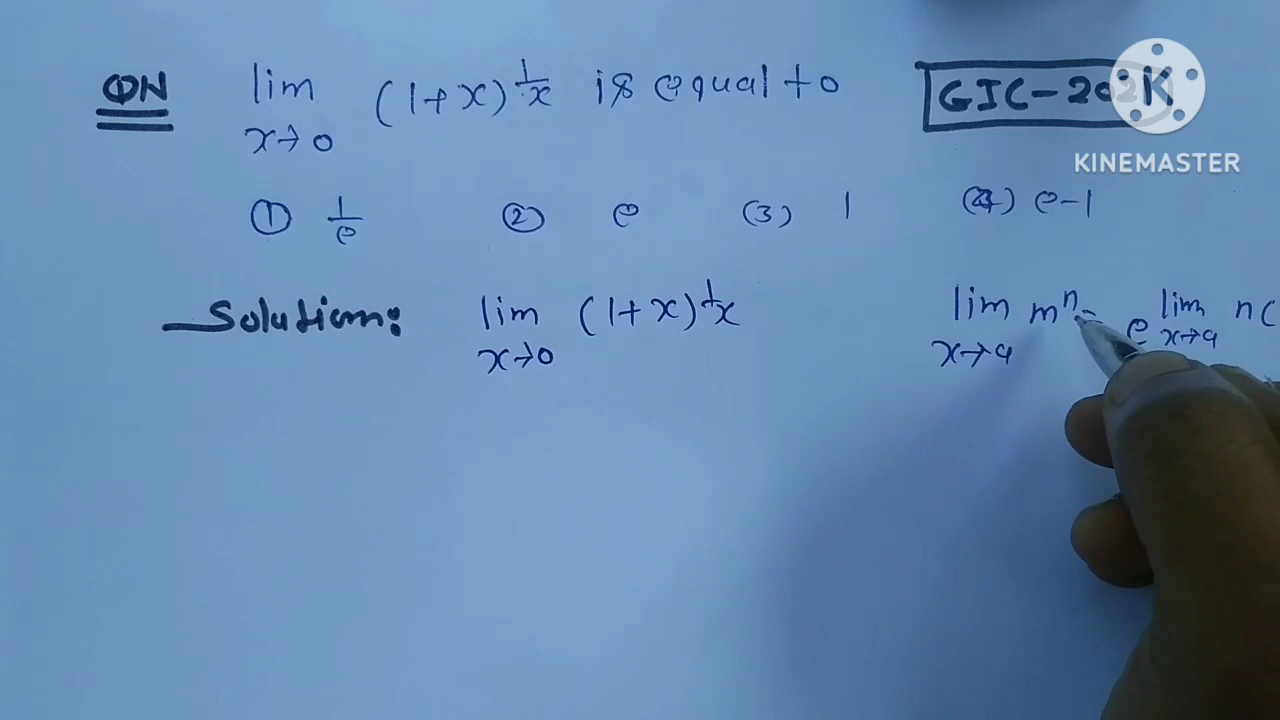 QN lim x→0 (1+x)^1/x is equal to GIC-202
K
KINEMASTER
① 1/e ② e (3) 1 (4) e-1
Solution: lim x→0 (1+x)^1/x lim x→a m^n = e^lim x→a n(